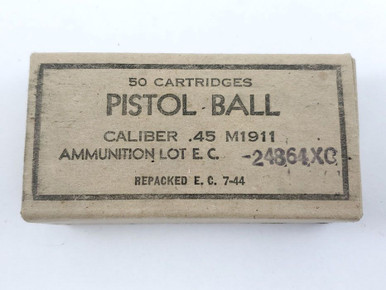 50 CARTRIDGES
PISTOL BALL
CALIBER .45 M1911
AMMUNITION LOT E. C. -24864XC
REPACKED E. C. 7-44